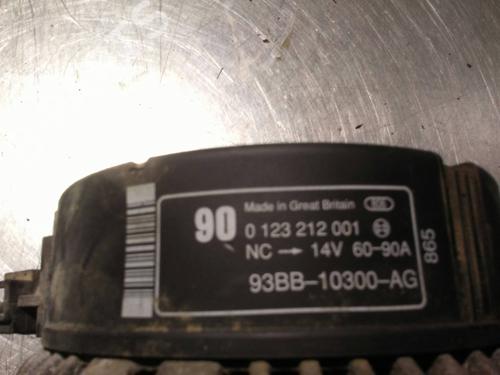 90
Made in Great Britain
0 123 212 001
NC → 14V 60-90A
93BB-10300-AG
865